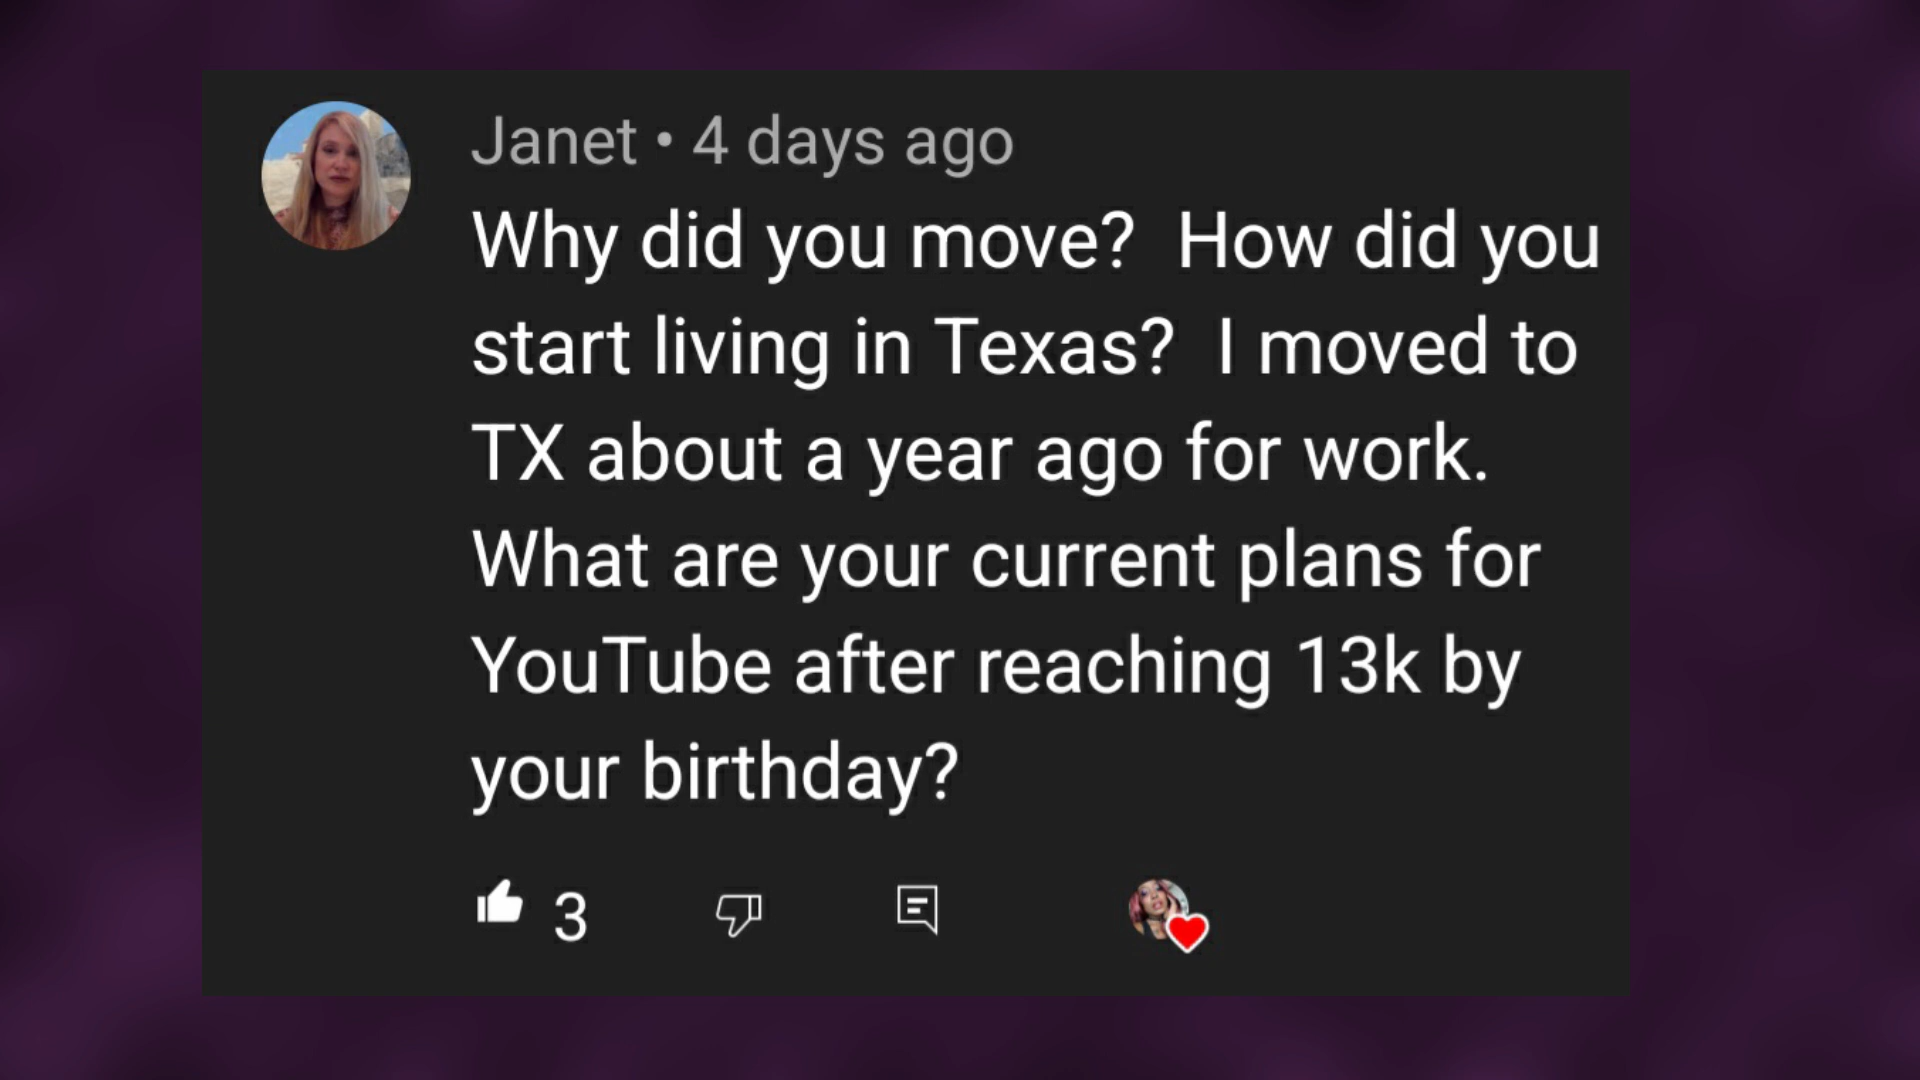 Janet • 4 days ago
Why did you move?  How did you
start living in Texas?  I moved to
TX about a year ago for work.
What are your current plans for
YouTube after reaching 13k by
your birthday?
3